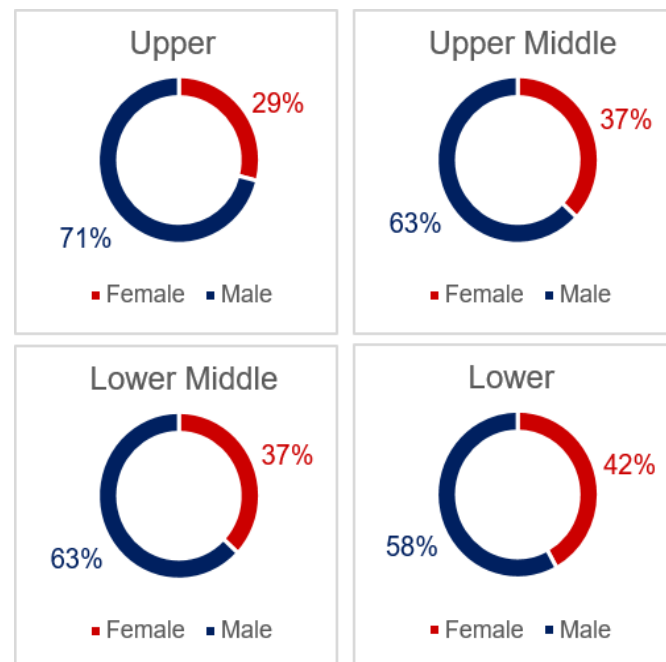 Upper
29%
71%
Female Male
Upper Middle
37%
63%
Female Male
Lower Middle
37%
63%
Female Male
Lower
42%
58%
Female Male